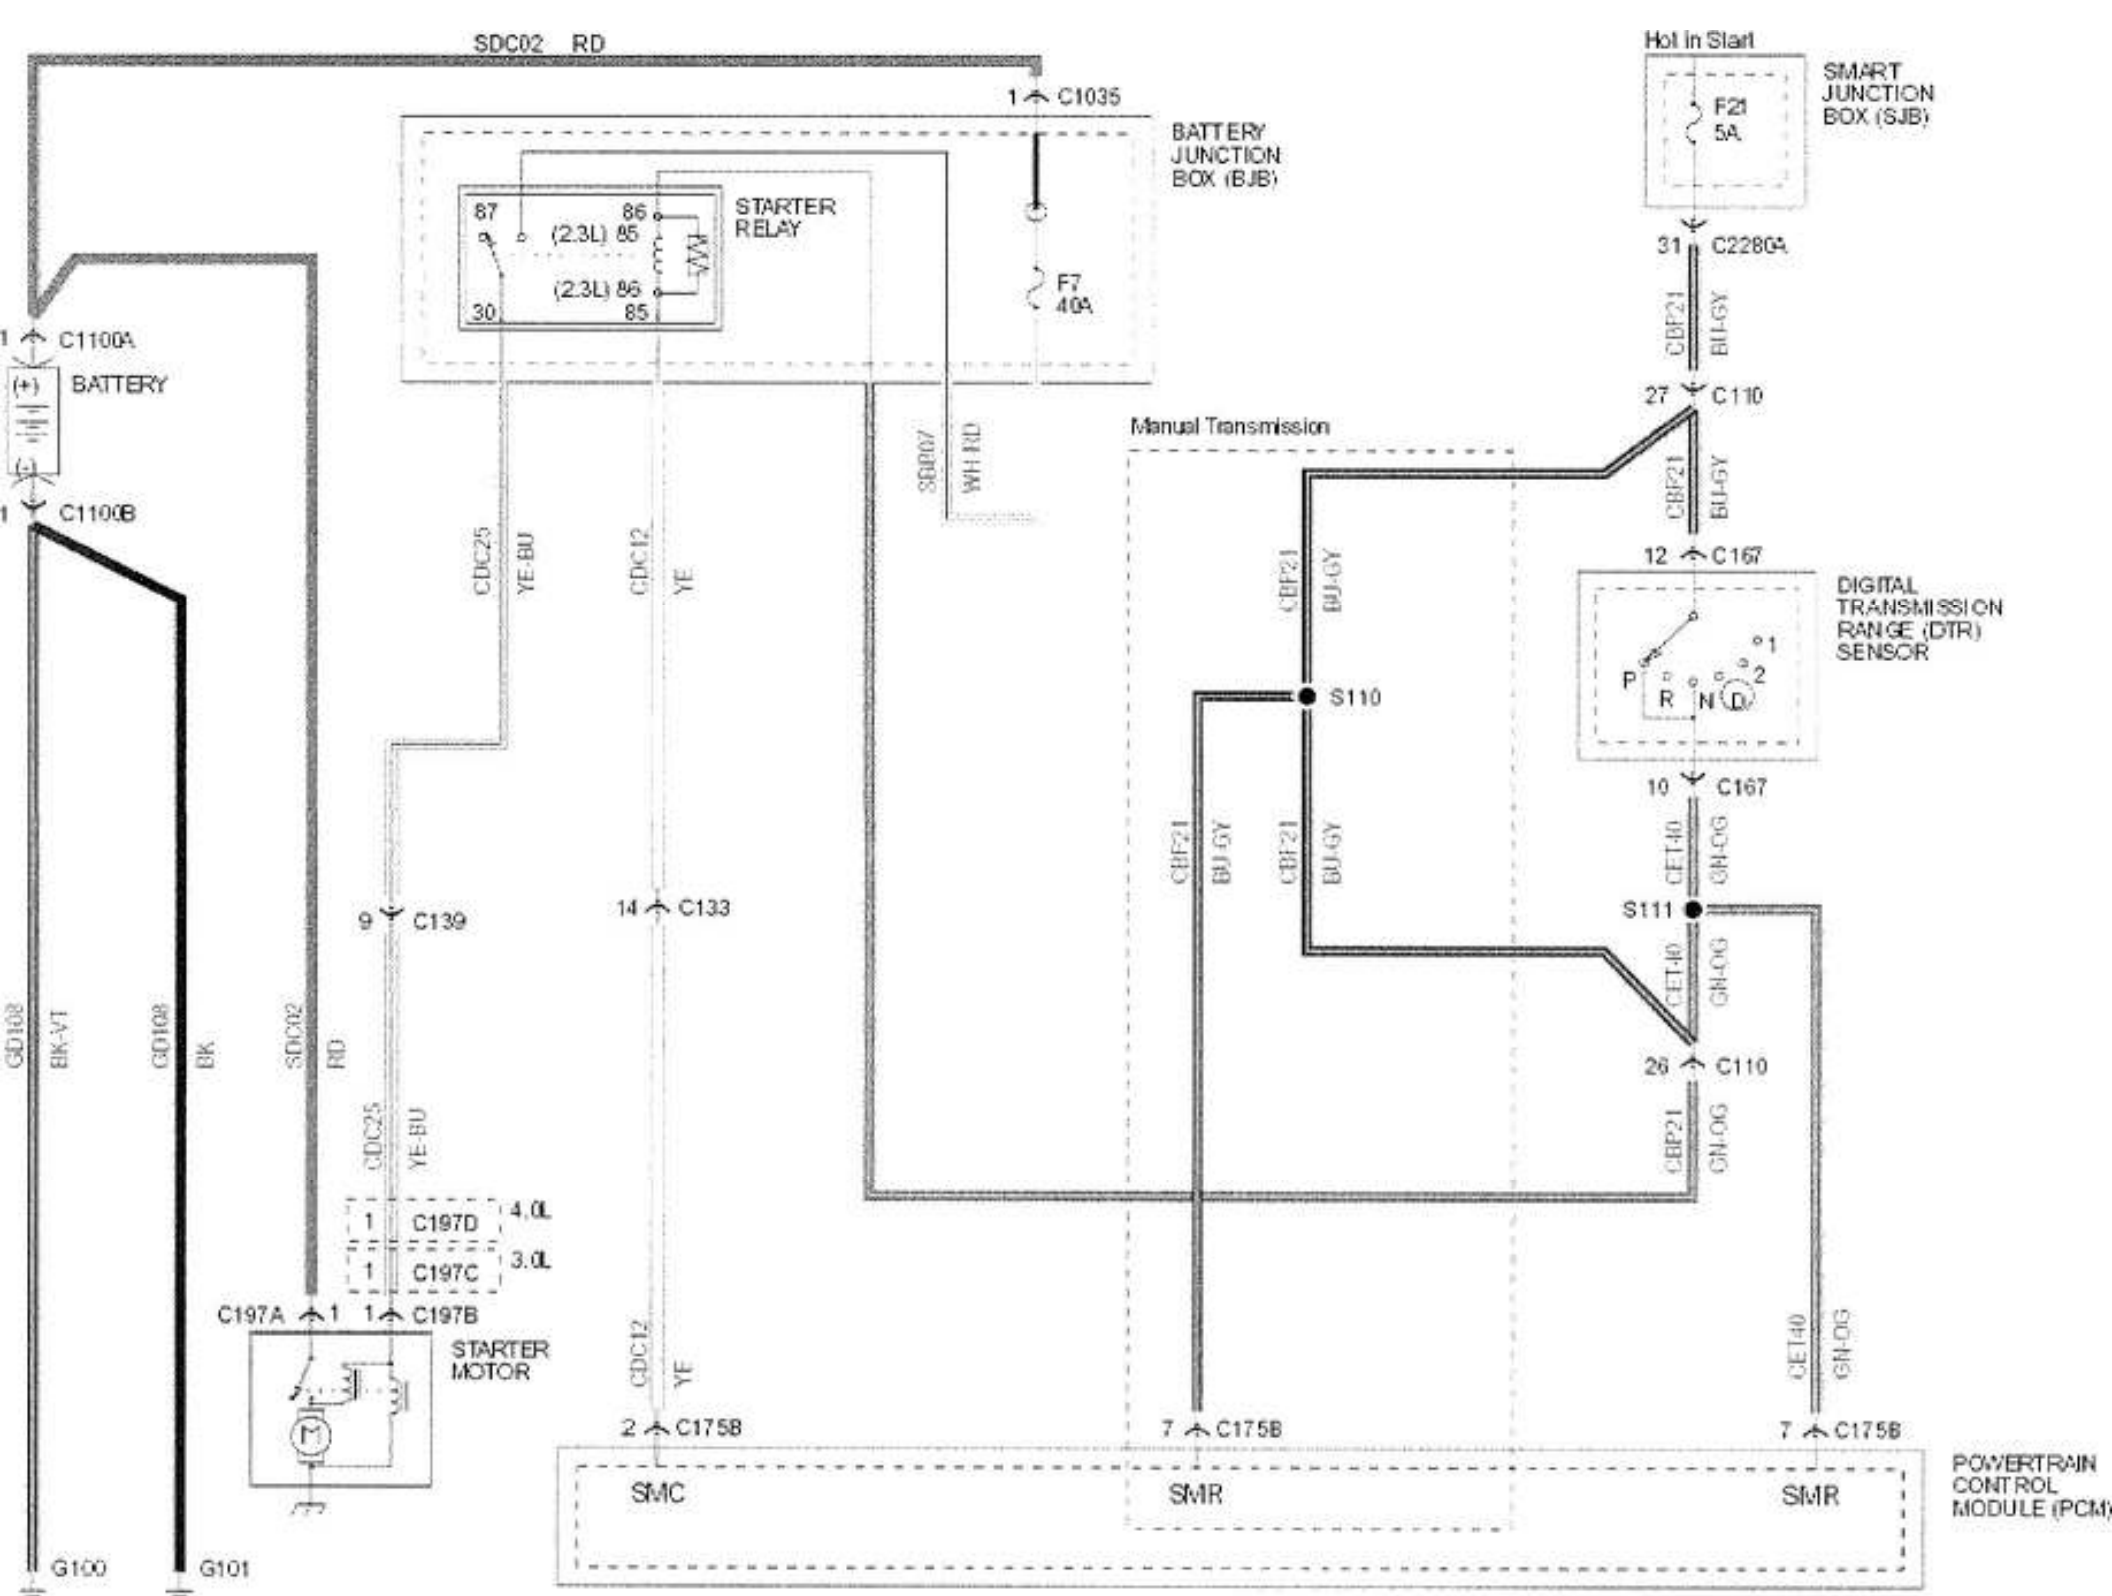 SDC02 RD
Hot in Start
1 C1035
SMART
JUNCTION
BOX (SJB)
F21
5A
BATTERY
JUNCTION
BOX (BJB)
STARTER
RELAY
87
86
(2.3L) 85
(2.3L) 86
30
85
F7
40A
31 C2280A
CBP21
BU-GY
1 C1100A
(+)
BATTERY
(-)
1 C1100B
27 C110
Manual Transmission
SBB07
WH-RD
CBP21
BU-GY
CDC25
YE-BU
CDC12
YE
CBP21
BU-GY
12 C167
DIGITAL
TRANSMISSION
RANGE (DTR)
SENSOR
P
R
N
D
2
1
S110
10 C167
CBP21
BU-GY
CBP21
BU-GY
CET40
GN-OG
S111
9 C139
14 C133
CET40
GN-OG
GD108
BK-VT
GD108
BK
SDC02
RD
26 C110
CDC25
YE-BU
CBP21
GN-OG
1 C197D 4.0L
1 C197C 3.0L
C197A 1
1 C197B
STARTER
MOTOR
M
CDC12
YE
CET40
GN-OG
2 C175B
7 C175B
7 C175B
SMC
SMR
SMR
POWERTRAIN
CONTROL
MODULE (PCM)
G100
G101